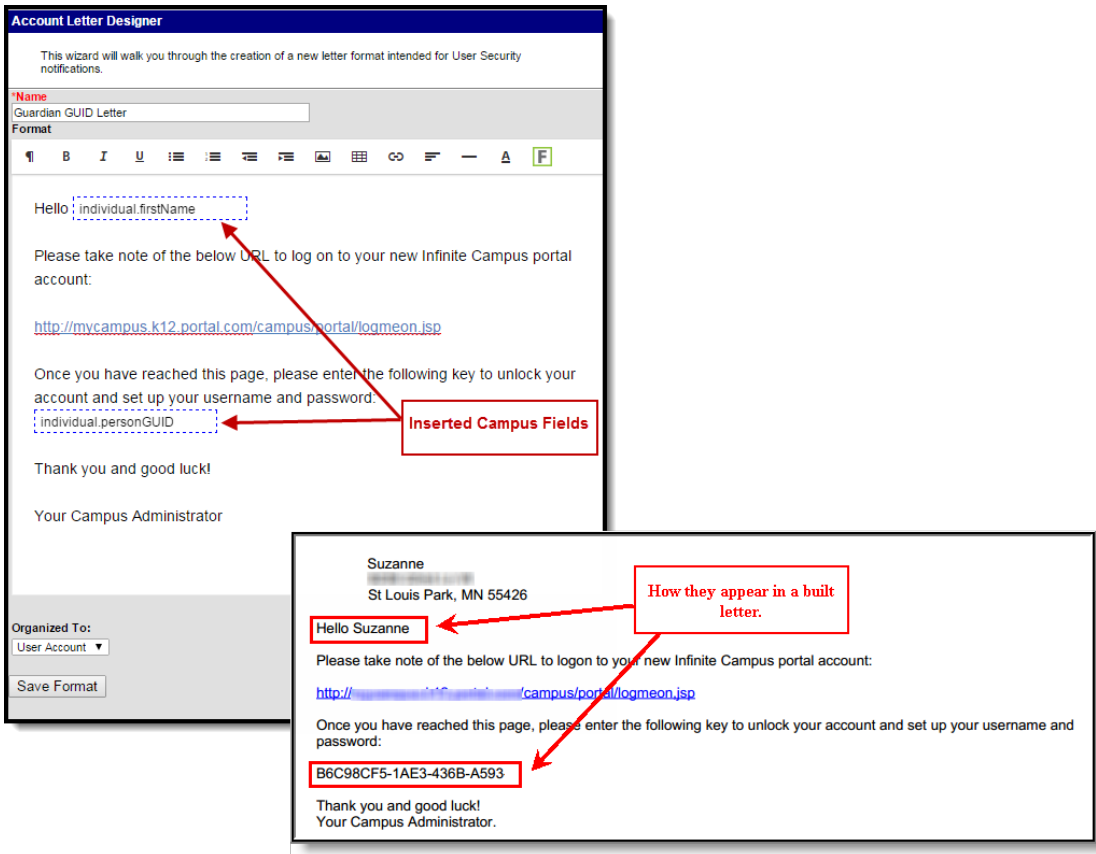 Account Letter Designer
This wizard will walk you through the creation of a new letter format intended for User Security
notifications.
*Name
Guardian GUID Letter
Format
¶ B I U A F
Hello individual.firstName
Please take note of the below URL to log on to your new Infinite Campus portal
account:
http://mycampus.k12.portal.com/campus/portal/logmeon.jsp
Once you have reached this page, please enter the following key to unlock your
account and set up your username and password:
individual.personGUID
Inserted Campus Fields
Thank you and good luck!
Your Campus Administrator
Organized To:
User Account ▼
Save Format
Suzanne
St Louis Park, MN 55426
How they appear in a built
letter.
Hello Suzanne
Please take note of the below URL to logon to your new Infinite Campus portal account:
http:// /campus/portal/logmeon.jsp
Once you have reached this page, please enter the following key to unlock your account and set up your username and
password:
B6C98CF5-1AE3-436B-A593
Thank you and good luck!
Your Campus Administrator.